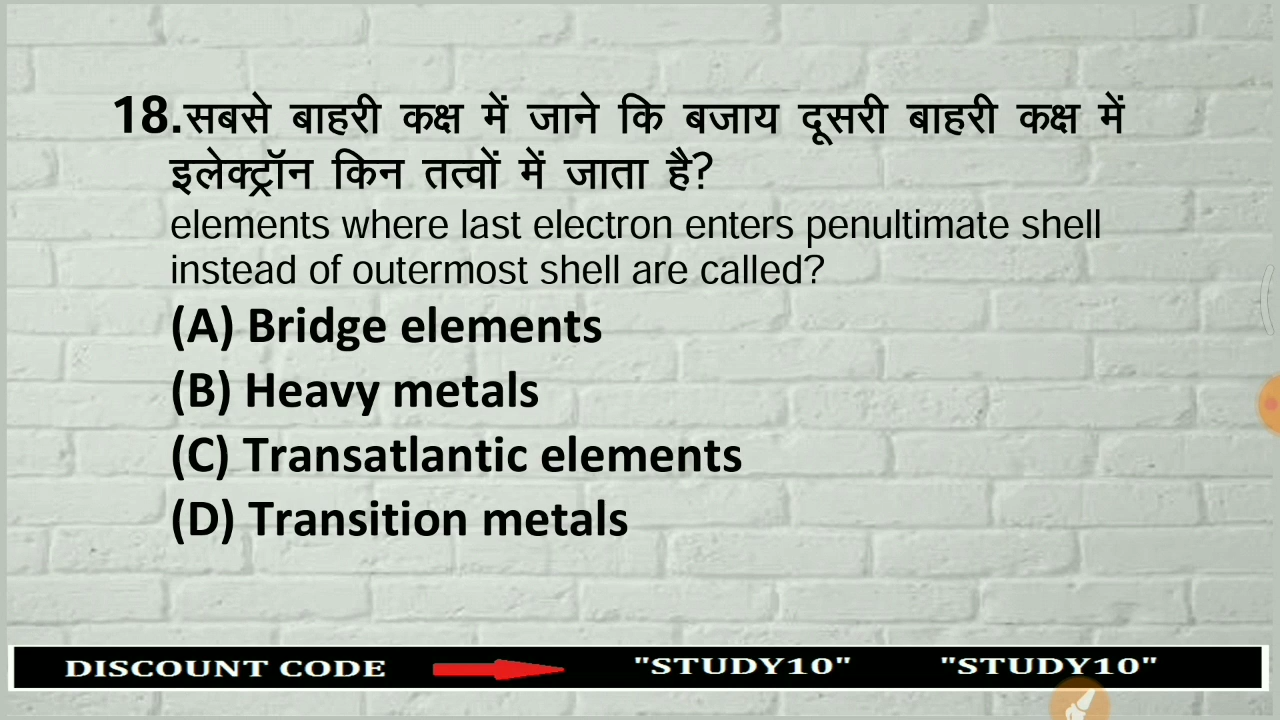 18.सबसे बाहरी कक्ष में जाने कि बजाय दूसरी बाहरी कक्ष में
इलेक्ट्रॉन किन तत्वों में जाता है?
elements where last electron enters penultimate shell
instead of outermost shell are called?
(A) Bridge elements
(B) Heavy metals
(C) Transatlantic elements
(D) Transition metals
DISCOUNT CODE "STUDY10" "STUDY10"